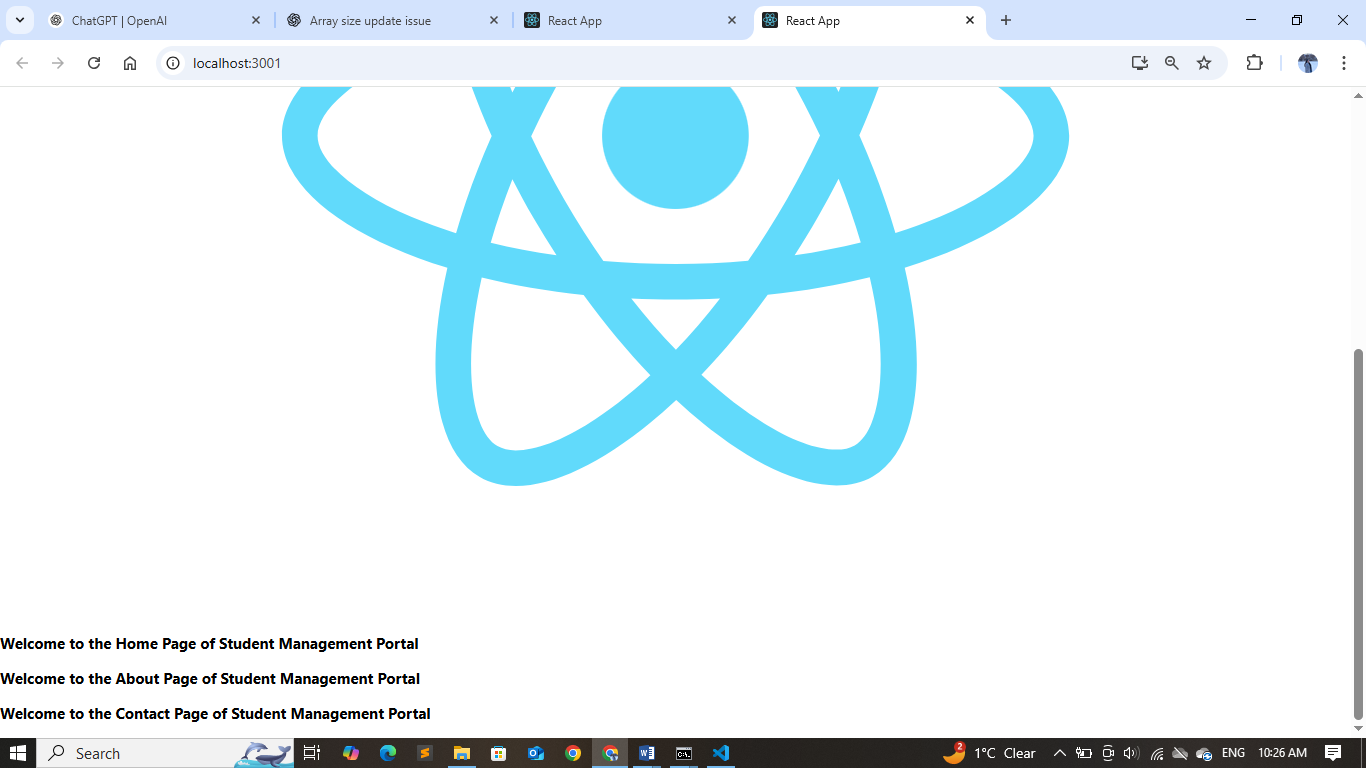 ChatGPT | OpenAI
Array size update issue
React App
React App
localhost:3001
Welcome to the Home Page of Student Management Portal
Welcome to the About Page of Student Management Portal
Welcome to the Contact Page of Student Management Portal
Search
2
1°C Clear
ENG
10:26 AM